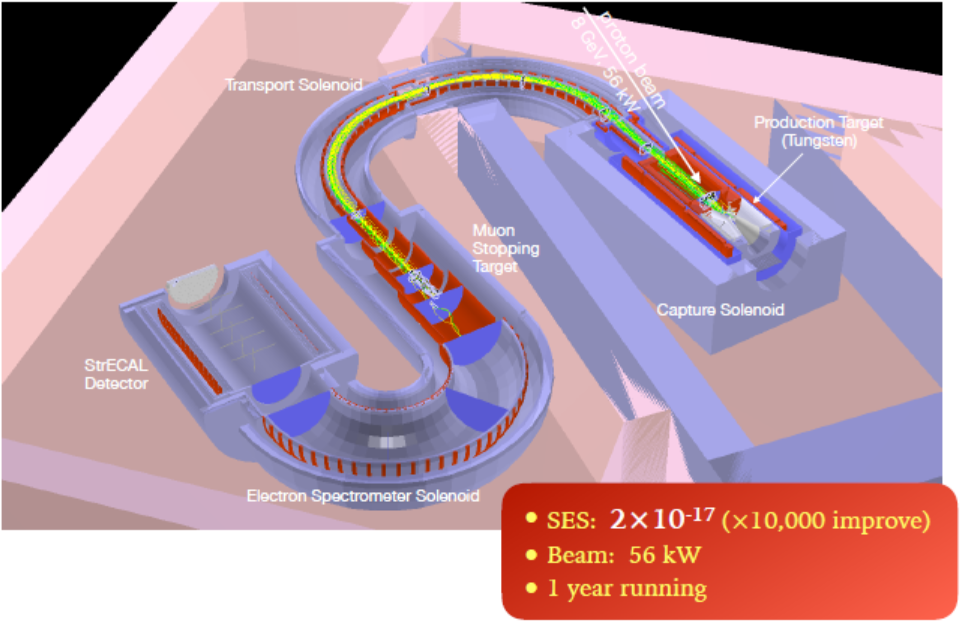 proton beam
8 GeV, 56 kW
Transport Solenoid
Production Target
(Tungsten)
Muon
Stopping
Target
Capture Solenoid
StrECAL
Detector
Electron Spectrometer Solenoid
• SES: 2×10⁻¹⁷ (×10,000 improve)
• Beam: 56 kW
• 1 year running